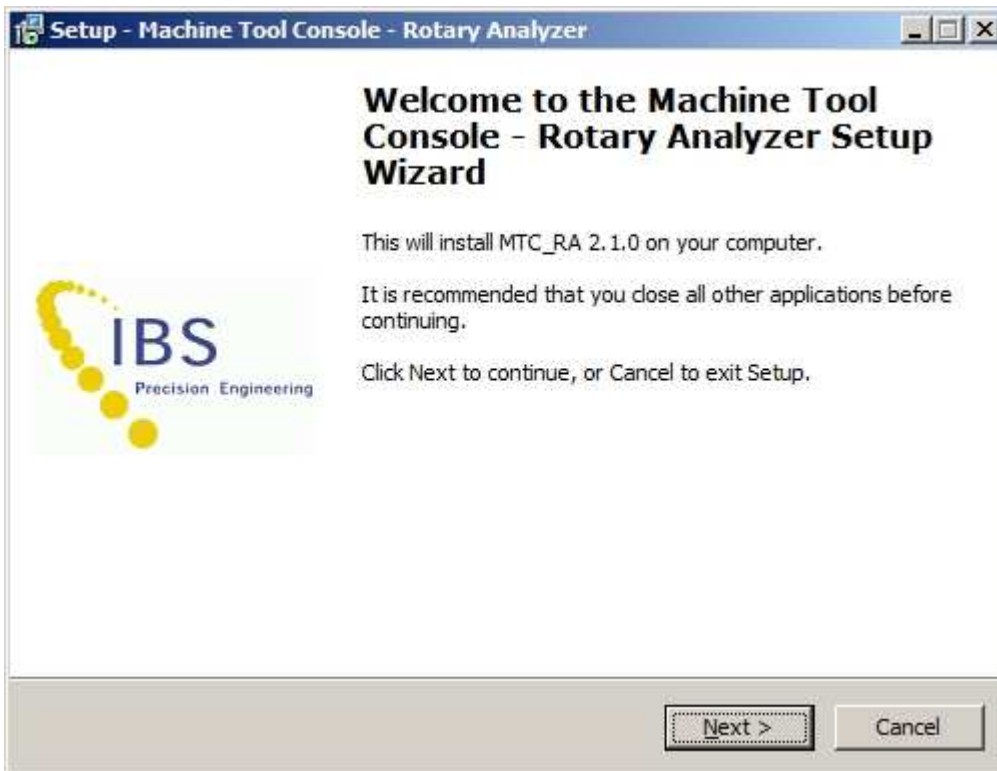 Setup - Machine Tool Console - Rotary Analyzer
Welcome to the Machine Tool
Console - Rotary Analyzer Setup
Wizard
This will install MTC_RA 2.1.0 on your computer.
It is recommended that you close all other applications before
continuing.
Click Next to continue, or Cancel to exit Setup.
IBS
Precision Engineering
Next >
Cancel